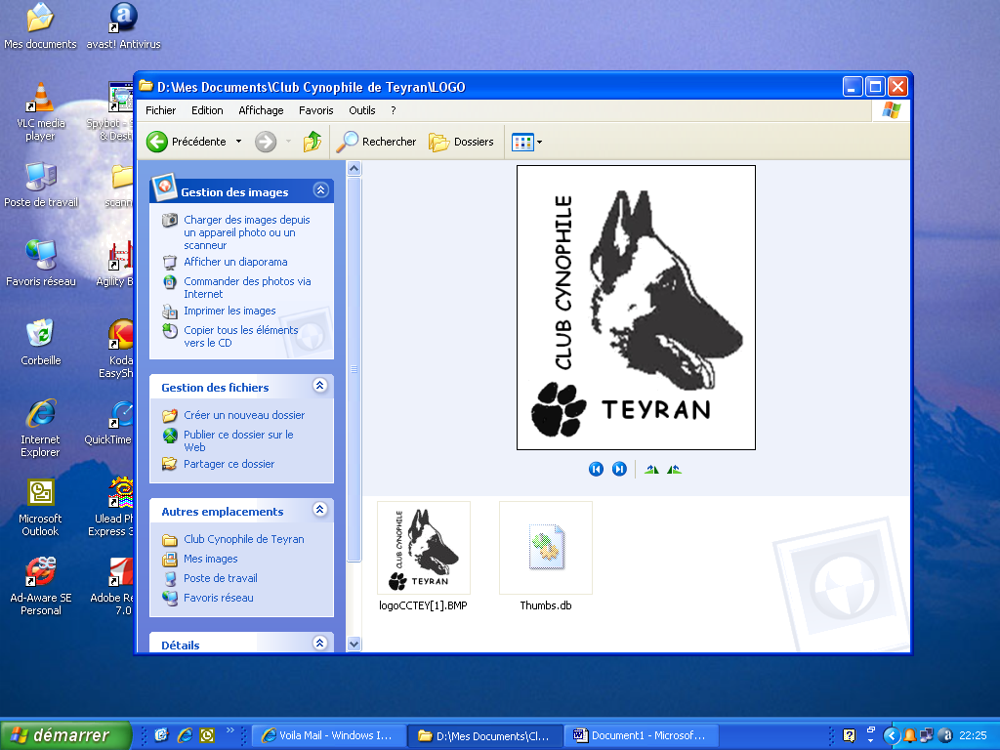 Mes documents
avast! Antivirus
VLC media
player
Spybot - S
& Dest
Poste de travail
scann
Favoris réseau
Agility B
Corbeille
Koda
EasySh
Internet
Explorer
QuickTime
Microsoft
Outlook
Ulead Ph
Express 3
Ad-Aware SE
Personal
Adobe Re
7.0
D:\Mes Documents\Club Cynophile de Teyran\LOGO
Fichier Edition Affichage Favoris Outils ?
Précédente Rechercher Dossiers
Gestion des images
Charger des images depuis
un appareil photo ou un
scanneur
Afficher un diaporama
Commander des photos via
Internet
Imprimer les images
Copier tous les éléments
vers le CD
Gestion des fichiers
Créer un nouveau dossier
Publier ce dossier sur le
Web
Partager ce dossier
Autres emplacements
Club Cynophile de Teyran
Mes images
Poste de travail
Favoris réseau
Détails
CLUB CYNOPHILE
TEYRAN
CLUB CYNOPHILE
TEYRAN
logoCCTEY[1].BMP
Thumbs.db
démarrer
Voila Mail - Windows I...
D:\Mes Documents\Cl...
Document1 - Microsof...
22:25